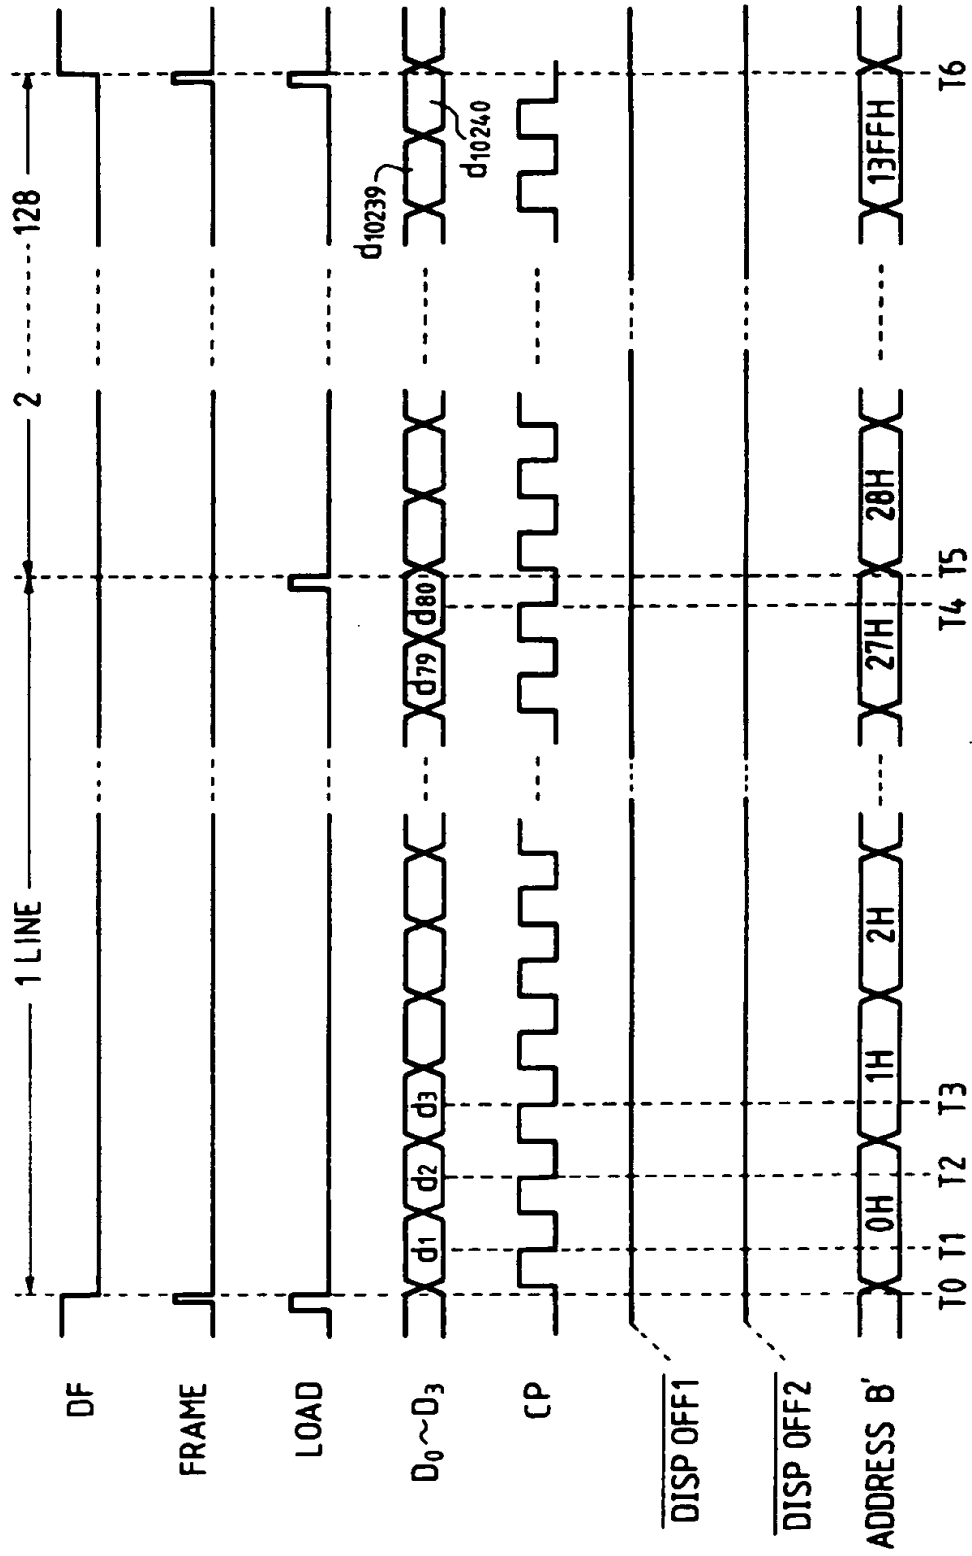 1 LINE 2 128
DF
FRAME
LOAD
D0~D3 d1 d2 d3 d79 d80 d10239 d10240
CP
DISP OFF1
DISP OFF2
ADDRESS B' 0H 1H 2H 27H 28H 13FFH
T0 T1 T2 T3 T4 T5 T6